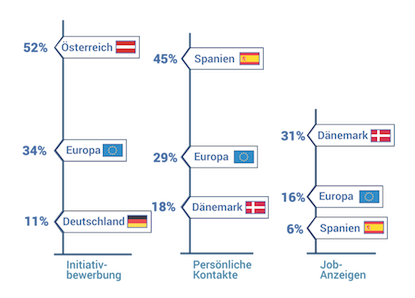 52% Österreich
34% Europa
11% Deutschland
Initiativ-
bewerbung
45% Spanien
29% Europa
18% Dänemark
Persönliche
Kontakte
31% Dänemark
16% Europa
6% Spanien
Job-
Anzeigen